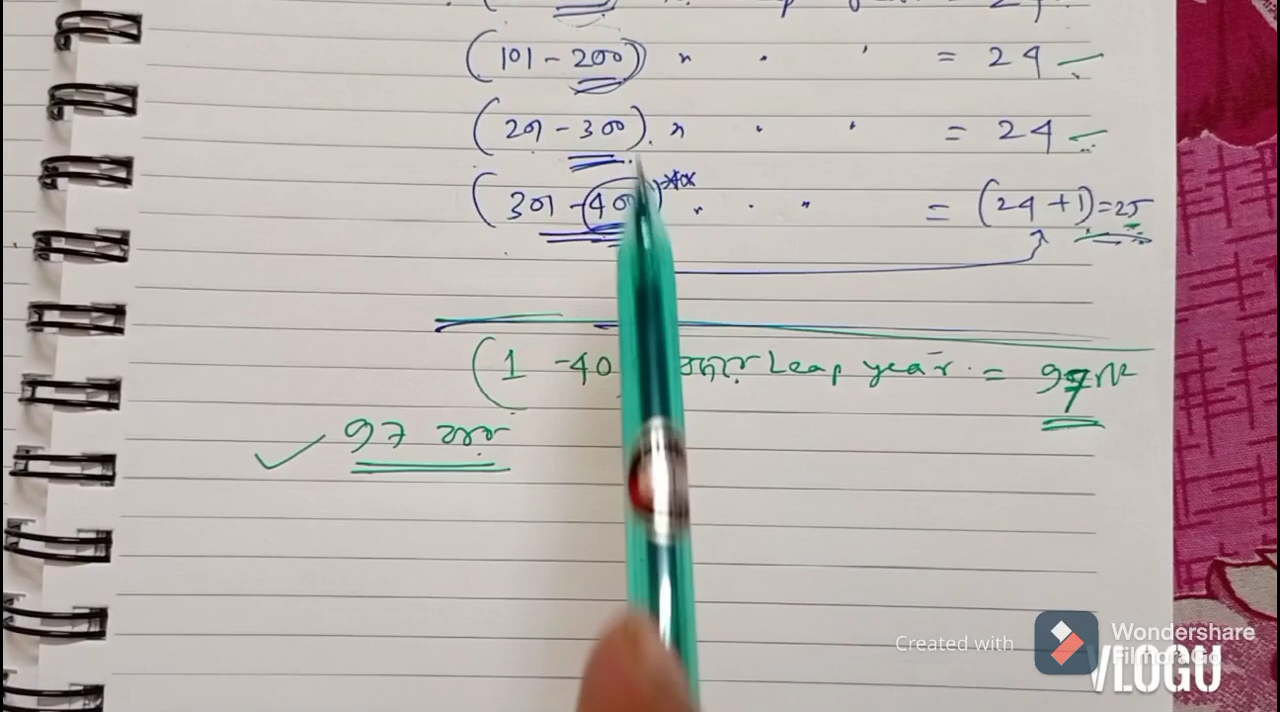 (101 - 200) " " " = 24
(201 - 300) " " " = 24
(301 - 400) " " " = (24 + 1) = 25
(1 - 40 Leap year = 97
97
Created with Wondershare FilmoraGo
VLOGU